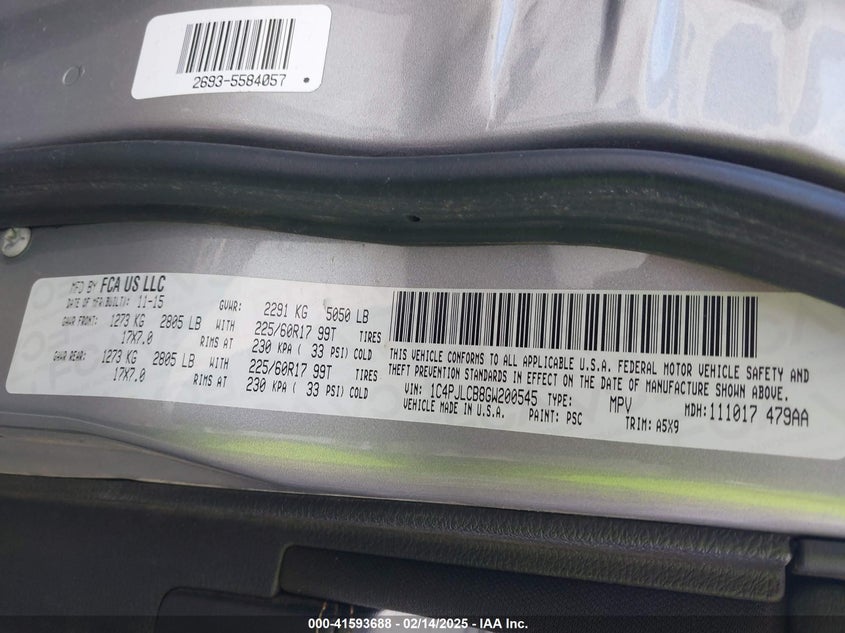 2693-5584057
MFD BY FCA US LLC
DATE OF MFR(BUILT): 11-15 GVWR: 2291 KG 5050 LB
GAWR FRONT: 1273 KG 2805 LB WITH 225/60R17 99T TIRES
17X7.0 RIMS AT 230 KPA ( 33 PSI) COLD
GAWR REAR: 1273 KG 2805 LB WITH 225/60R17 99T TIRES
17X7.0 RIMS AT 230 KPA ( 33 PSI) COLD
THIS VEHICLE CONFORMS TO ALL APPLICABLE U.S.A. FEDERAL MOTOR VEHICLE SAFETY AND
THEFT PREVENTION STANDARDS IN EFFECT ON THE DATE OF MANUFACTURE SHOWN ABOVE.
VIN: 1C4PJLCB8GW200545 TYPE: MPV MDH:111017 479AA
VEHICLE MADE IN U.S.A. PAINT: PSC TRIM: A5X9
000-41593688 - 02/14/2025 - IAA Inc.